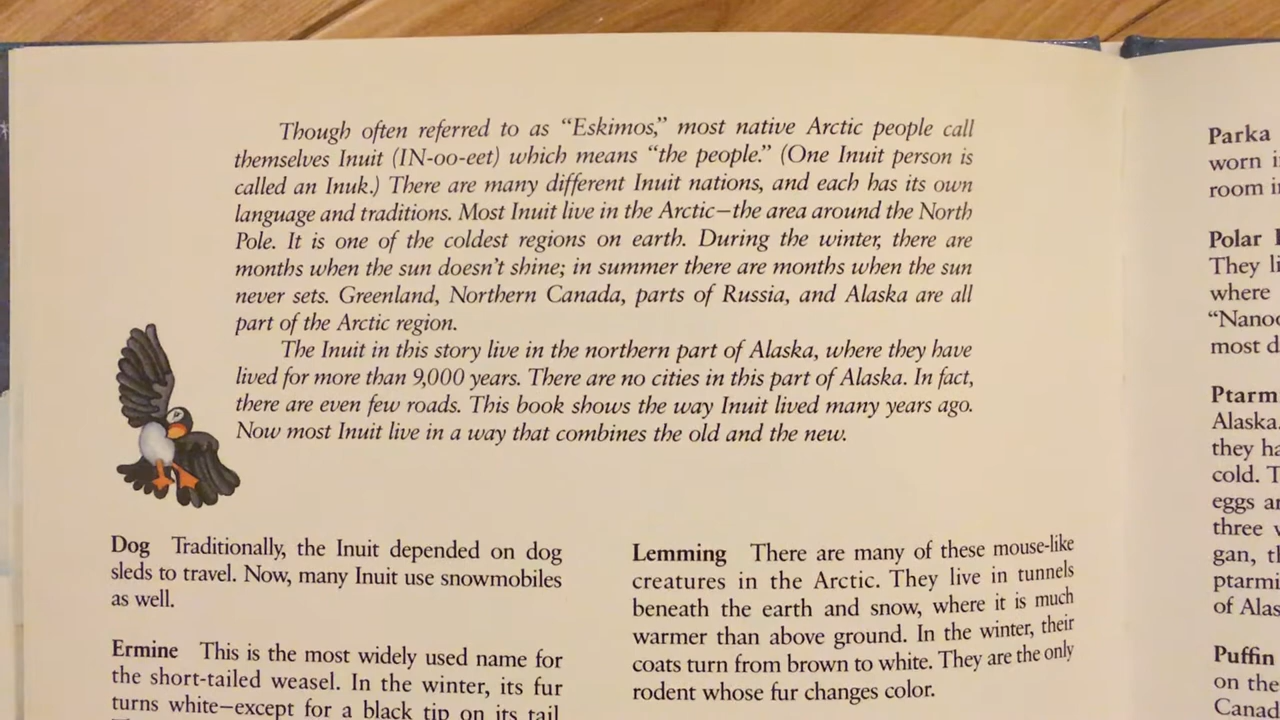 Though often referred to as “Eskimos,” most native Arctic people call
themselves Inuit (IN-oo-eet) which means “the people.” (One Inuit person is
called an Inuk.) There are many different Inuit nations, and each has its own
language and traditions. Most Inuit live in the Arctic—the area around the North
Pole. It is one of the coldest regions on earth. During the winter, there are
months when the sun doesn’t shine; in summer there are months when the sun
never sets. Greenland, Northern Canada, parts of Russia, and Alaska are all
part of the Arctic region.
The Inuit in this story live in the northern part of Alaska, where they have
lived for more than 9,000 years. There are no cities in this part of Alaska. In fact,
there are even few roads. This book shows the way Inuit lived many years ago.
Now most Inuit live in a way that combines the old and the new.
Dog Traditionally, the Inuit depended on dog
sleds to travel. Now, many Inuit use snowmobiles
as well.
Ermine This is the most widely used name for
the short-tailed weasel. In the winter, its fur
turns white—except for a black tip on its tail
Lemming There are many of these mouse-like
creatures in the Arctic. They live in tunnels
beneath the earth and snow, where it is much
warmer than above ground. In the winter, their
coats turn from brown to white. They are the only
rodent whose fur changes color.
Parka
worn
room
Polar
They
where
most
Alaska.
they
cold.
eggs
three
of
Puffin
on the